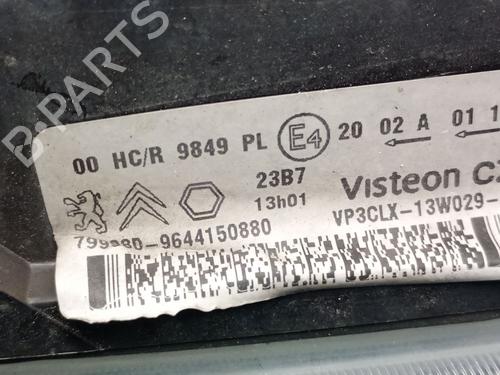 B-PARTS
00 HC/R 9849 PL E4 20 02 A 01 1
23B7
13h01
Visteon C
9644150880
VP3CLX-13W029-